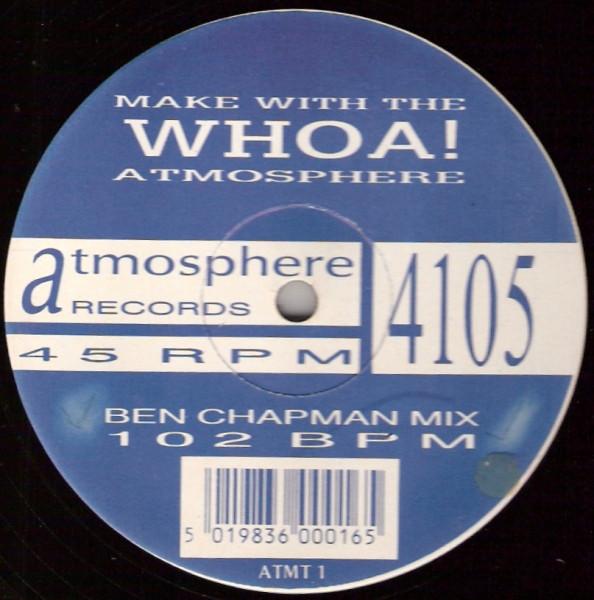 MAKE WITH THE
WHOA!
ATMOSPHERE
atmosphere
RECORDS
4105
45 RPM
BEN CHAPMAN MIX
102 BPM
5 019836 000165
ATMT 1